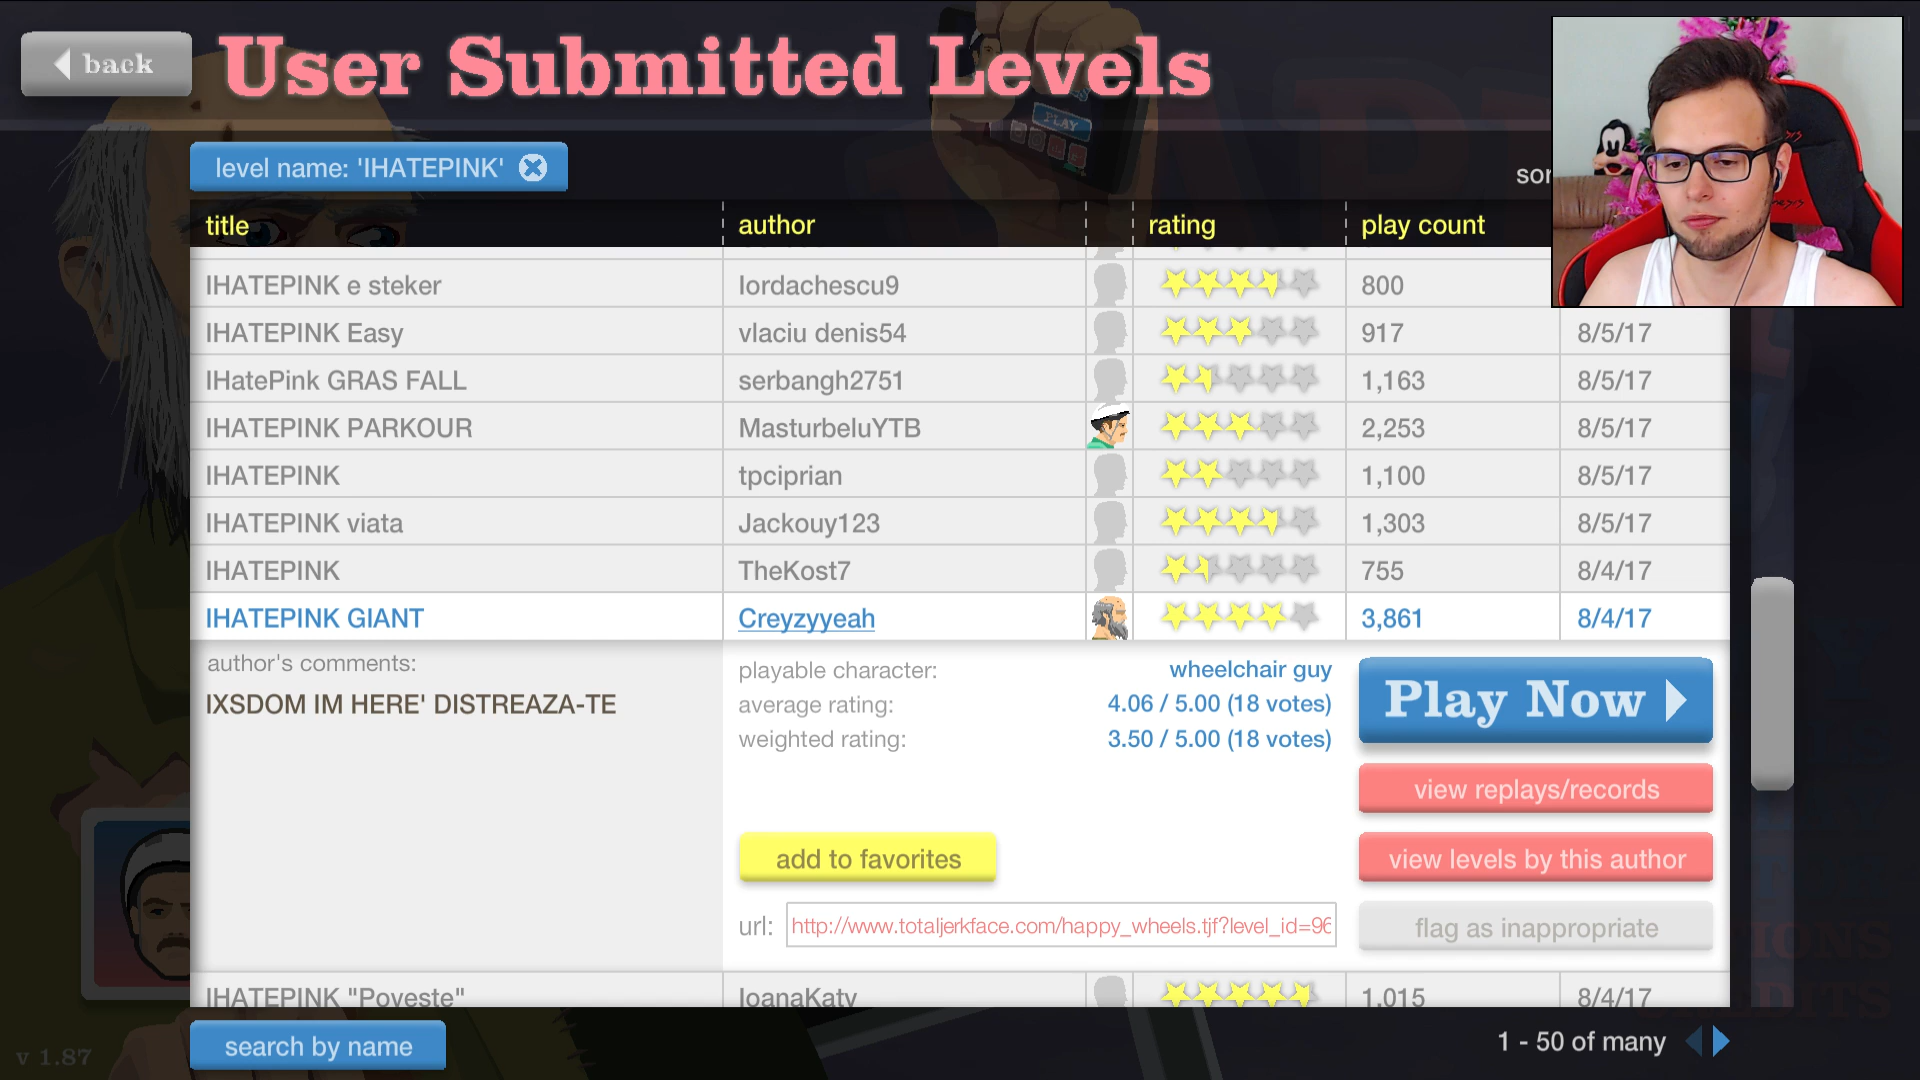 back
User Submitted Levels
PLAY
level name: 'IHATEPINK'
title author rating play count
IHATEPINK e steker Iordachescu9 800
IHATEPINK Easy vlaciu denis54 917 8/5/17
IHatePink GRAS FALL serbangh2751 1,163 8/5/17
IHATEPINK PARKOUR MasturbeluYTB 2,253 8/5/17
IHATEPINK tpciprian 1,100 8/5/17
IHATEPINK viata Jackouy123 1,303 8/5/17
IHATEPINK TheKost7 755 8/4/17
IHATEPINK GIANT Creyzyyeah 3,861 8/4/17
author's comments:
IXSDOM IM HERE' DISTREAZA-TE
playable character: wheelchair guy
average rating: 4.06 / 5.00 (18 votes)
weighted rating: 3.50 / 5.00 (18 votes)
Play Now
view replays/records
add to favorites
view levels by this author
url: http://www.totaljerkface.com/happy_wheels.tjf?level_id=96
flag as inappropriate
IHATEPINK "Poveste" IoanaKaty 1,015 8/4/17
search by name
1 - 50 of many
v 1.87